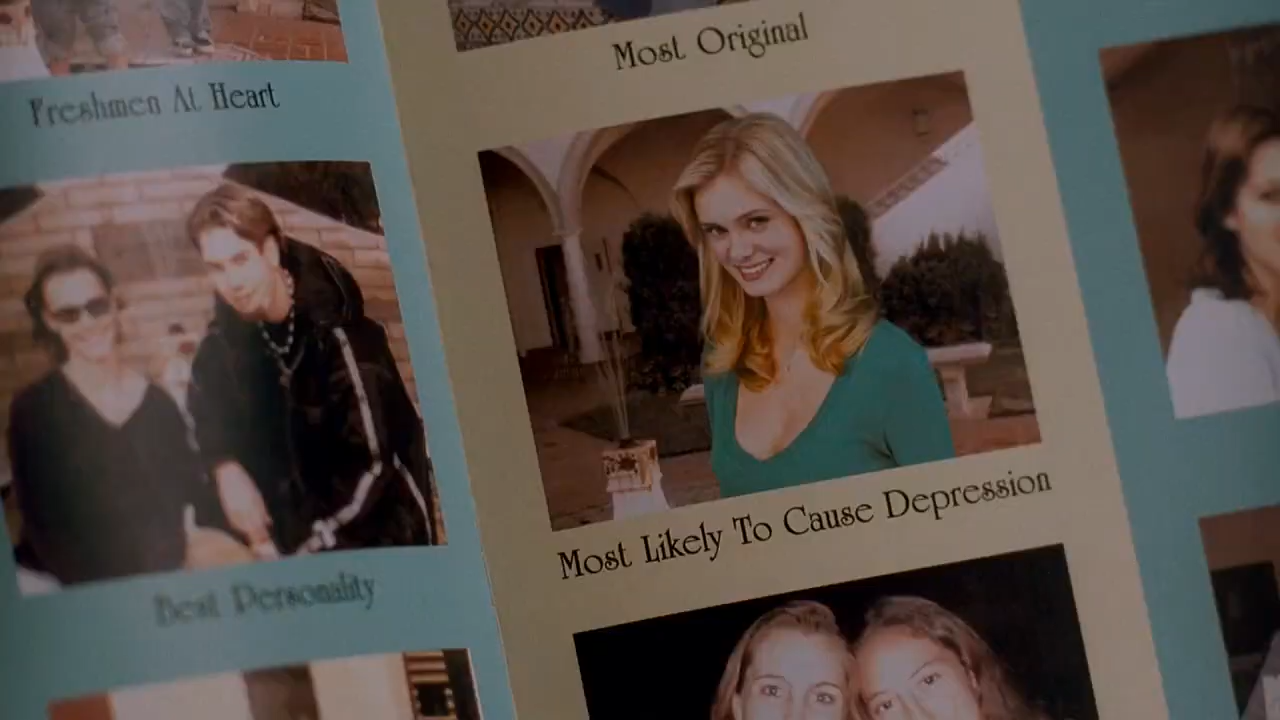 Freshmen At Heart
Best Personality
Most Original
Most Likely To Cause Depression